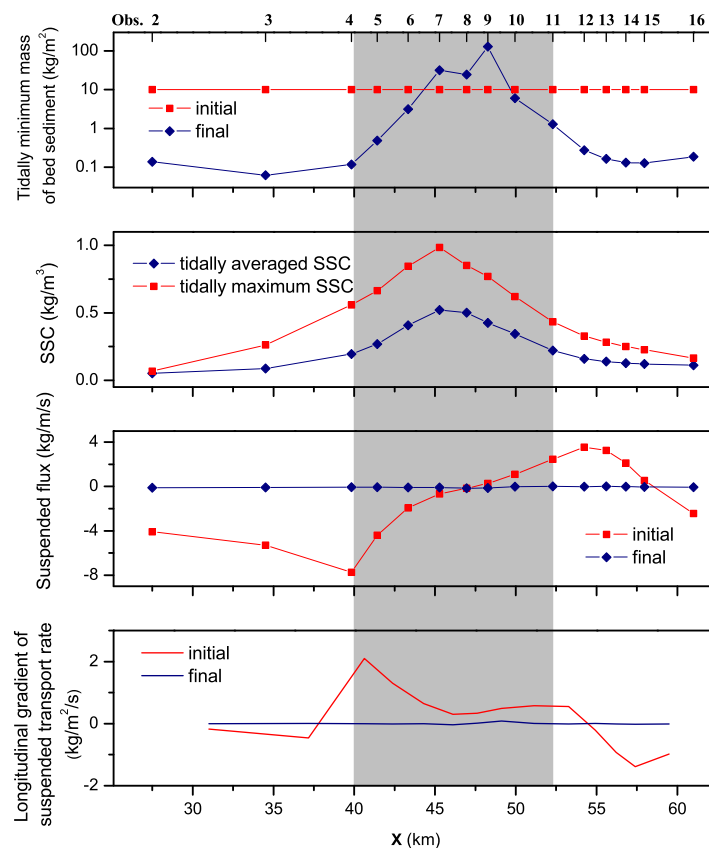 Obs. 2 3 4 5 6 7 8 9 10 11 12 13 14 15 16
Tidally minimum mass
of bed sediment (kg/m²)
100
10
1
0.1
initial
final
SSC (kg/m³)
1.0
0.5
0.0
tidally averaged SSC
tidally maximum SSC
Suspended flux (kg/m/s)
4
0
-4
-8
initial
final
Longitudinal gradient of
suspended transport rate
(kg/m²/s)
2
0
-2
initial
final
30 35 40 45 50 55 60
X (km)